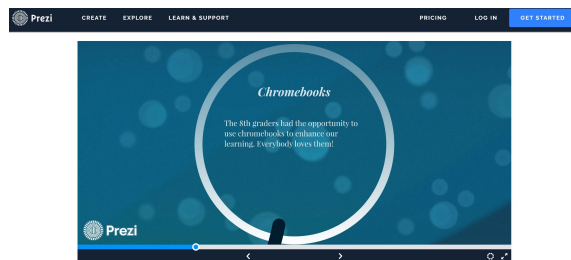 Prezi CREATE EXPLORE LEARN & SUPPORT PRICING LOG IN GET STARTED
Chromebooks
The 8th graders had the opportunity to
use chromebooks to enhance our
learning. Everybody loves them!
Prezi